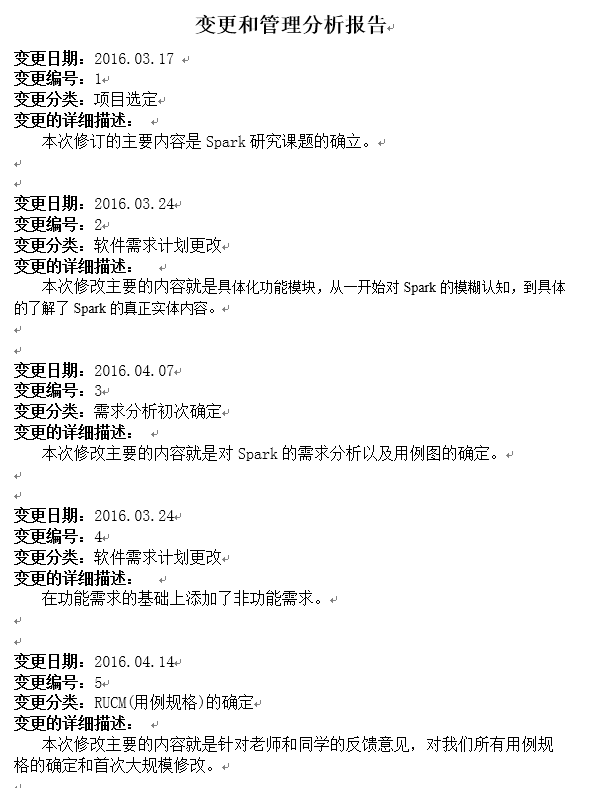 变更和管理分析报告
变更日期：2016.03.17
变更编号：1
变更分类：项目选定
变更的详细描述：
本次修订的主要内容是 Spark 研究课题的确立。
变更日期：2016.03.24
变更编号：2
变更分类：软件需求计划更改
变更的详细描述：
本次修改主要的内容就是具体化功能模块，从一开始对 Spark 的模糊认知，到具体
的了解了 Spark 的真正实体内容。
变更日期：2016.04.07
变更编号：3
变更分类：需求分析初次确定
变更的详细描述：
本次修改主要的内容就是对 Spark 的需求分析以及用例图的确定。
变更日期：2016.03.24
变更编号：4
变更分类：软件需求计划更改
变更的详细描述：
在功能需求的基础上添加了非功能需求。
变更日期：2016.04.14
变更编号：5
变更分类：RUCM(用例规格)的确定
变更的详细描述：
本次修改主要的内容就是针对老师和同学的反馈意见，对我们所有用例规
格的确定和首次大规模修改。